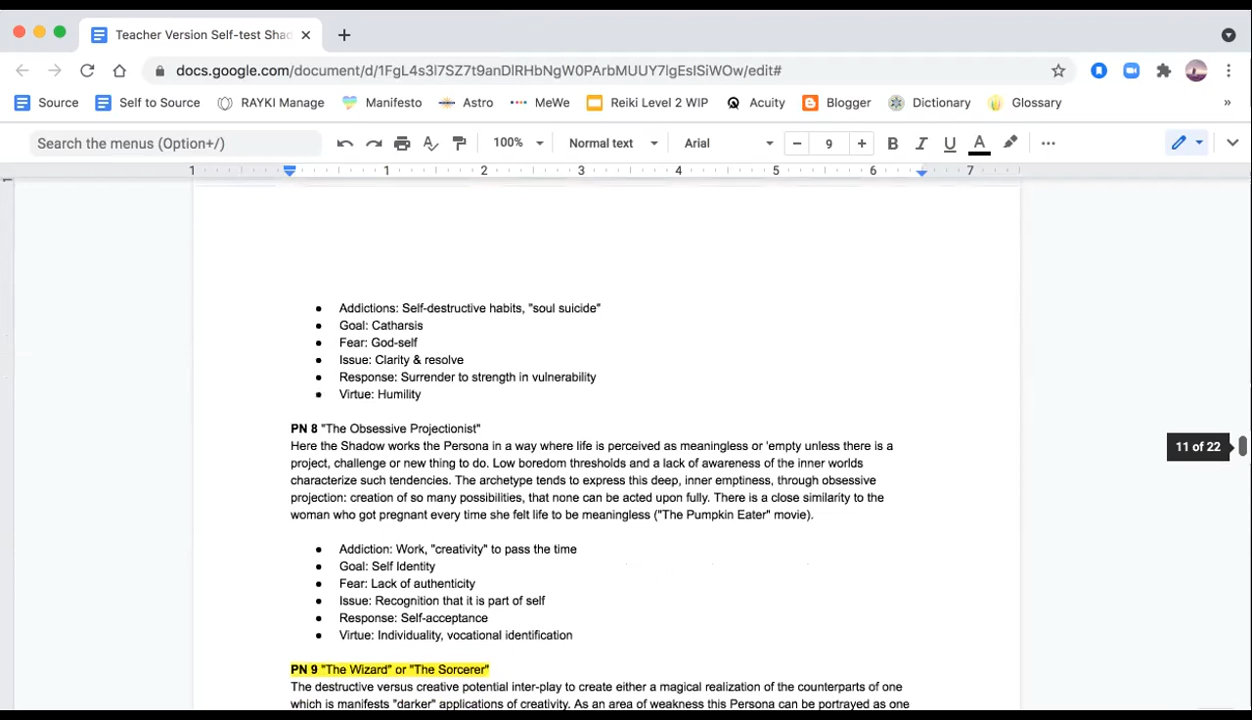 Teacher Version Self-test Shad
docs.google.com/document/d/1FgL4s3l7SZ7t9anDlRHbNgW0PArbMUUY7lgEsISiWOw/edit#
Source Self to Source RAYKI Manage Manifesto Astro MeWe Reiki Level 2 WIP Acuity Blogger Dictionary Glossary »
Search the menus (Option+/) 100% Normal text Arial 9 B I U A
1 1 2 3 4 5 6 7
Addictions: Self-destructive habits, "soul suicide"
Goal: Catharsis
Fear: God-self
Issue: Clarity & resolve
Response: Surrender to strength in vulnerability
Virtue: Humility
PN 8 "The Obsessive Projectionist"
Here the Shadow works the Persona in a way where life is perceived as meaningless or 'empty unless there is a
project, challenge or new thing to do. Low boredom thresholds and a lack of awareness of the inner worlds
characterize such tendencies. The archetype tends to express this deep, inner emptiness, through obsessive
projection: creation of so many possibilities, that none can be acted upon fully. There is a close similarity to the
woman who got pregnant every time she felt life to be meaningless ("The Pumpkin Eater" movie).
11 of 22
Addiction: Work, "creativity" to pass the time
Goal: Self Identity
Fear: Lack of authenticity
Issue: Recognition that it is part of self
Response: Self-acceptance
Virtue: Individuality, vocational identification
PN 9 "The Wizard" or "The Sorcerer"
The destructive versus creative potential inter-play to create either a magical realization of the counterparts of one
which is manifests "darker" applications of creativity. As an area of weakness this Persona can be portrayed as one